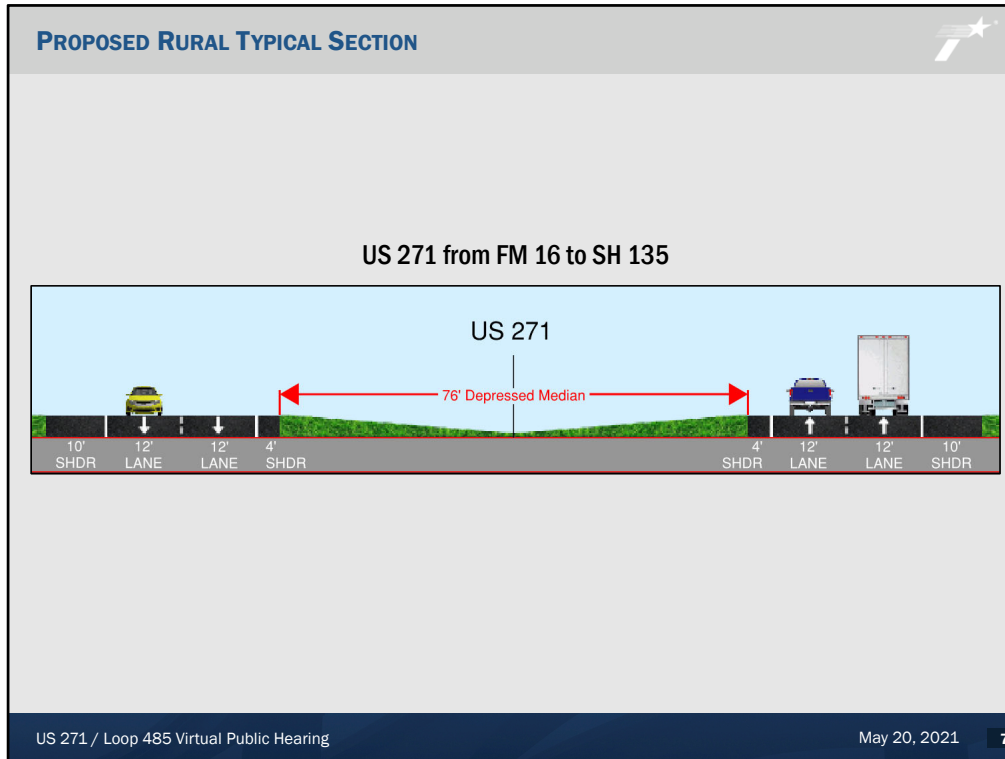 PROPOSED RURAL TYPICAL SECTION
US 271 from FM 16 to SH 135
US 271
76' Depressed Median
10' 12' 12' 4' 4' 12' 12' 10'
SHDR LANE LANE SHDR SHDR LANE LANE SHDR
US 271 / Loop 485 Virtual Public Hearing May 20, 2021 7